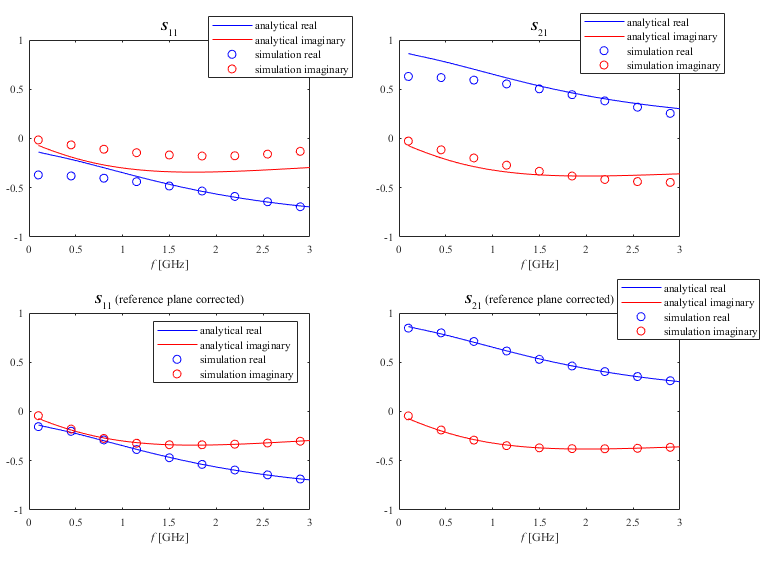 S11
analytical real
analytical imaginary
simulation real
simulation imaginary
1
0.5
0
-0.5
-1
0 0.5 1 1.5 2 2.5 3
f [GHz]
S21
analytical real
analytical imaginary
simulation real
simulation imaginary
1
0.5
0
-0.5
-1
0 0.5 1 1.5 2 2.5 3
f [GHz]
S11 (reference plane corrected)
analytical real
analytical imaginary
simulation real
simulation imaginary
1
0.5
0
-0.5
-1
0 0.5 1 1.5 2 2.5 3
f [GHz]
S21 (reference plane corrected)
analytical real
analytical imaginary
simulation real
simulation imaginary
1
0.5
0
-0.5
-1
0 0.5 1 1.5 2 2.5 3
f [GHz]